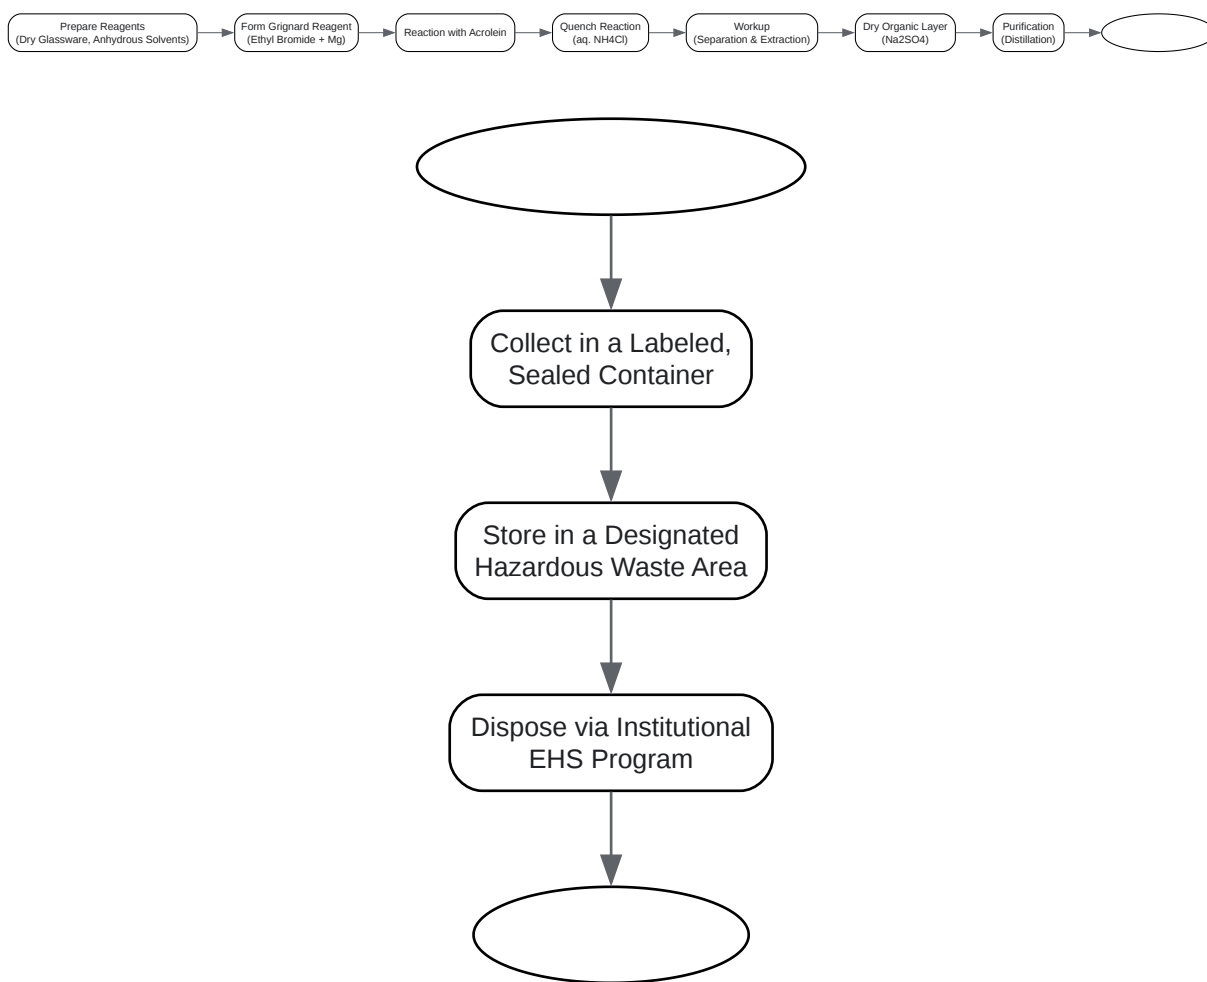 Prepare Reagents
(Dry Glassware, Anhydrous Solvents)
Form Grignard Reagent
(Ethyl Bromide + Mg)
Reaction with Acrolein
Quench Reaction
(aq. NH4Cl)
Workup
(Separation & Extraction)
Dry Organic Layer
(Na2SO4)
Purification
(Distillation)
Collect in a Labeled,
Sealed Container
Store in a Designated
Hazardous Waste Area
Dispose via Institutional
EHS Program